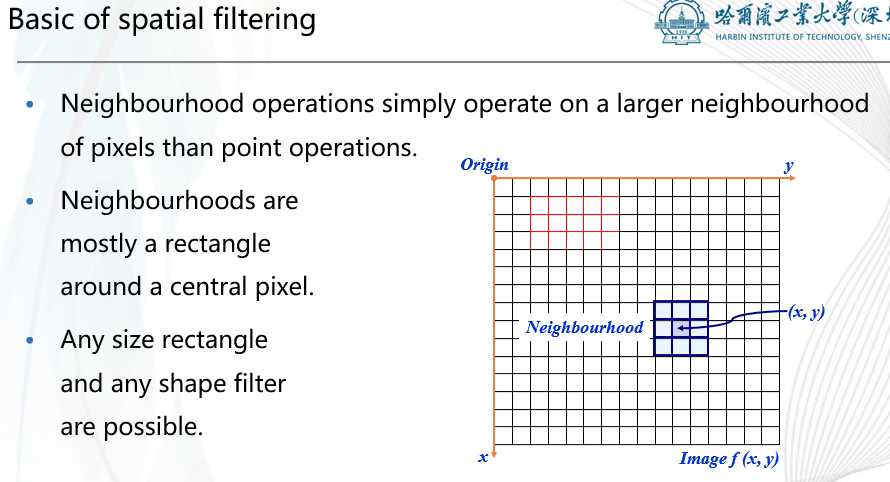 Basic of spatial filtering
哈爾濱工業大學(深
HARBIN INSTITUTE OF TECHNOLOGY, SHENZ
• Neighbourhood operations simply operate on a larger neighbourhood
of pixels than point operations.
• Neighbourhoods are
mostly a rectangle
around a central pixel.
• Any size rectangle
and any shape filter
are possible.
Origin
y
(x, y)
Neighbourhood
x
Image f (x, y)